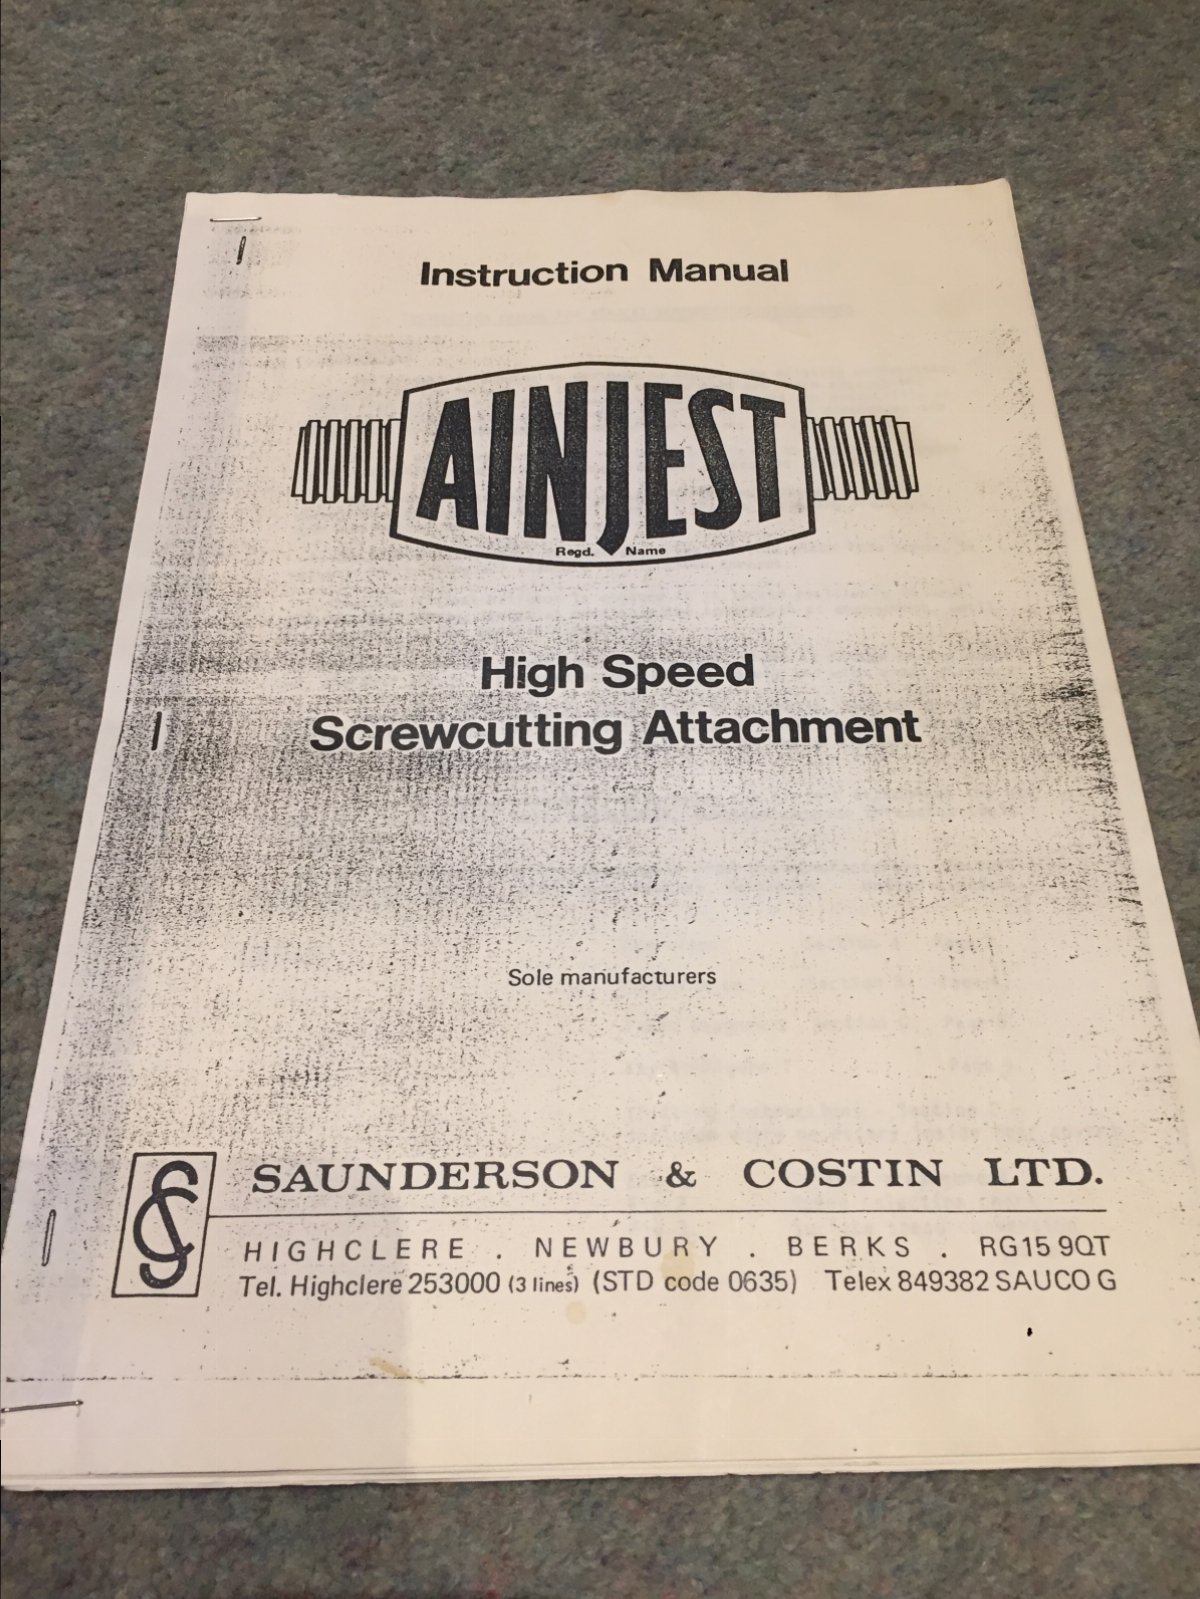 Instruction Manual
AINJEST
Regd. Name
High Speed
Screwcutting Attachment
Sole manufacturers
SAUNDERSON & COSTIN LTD.
HIGHCLERE . NEWBURY . BERKS . RG15 9QT
Tel. Highclere 253000 (3 lines) (STD code 0635) Telex 849382 SAUCO G